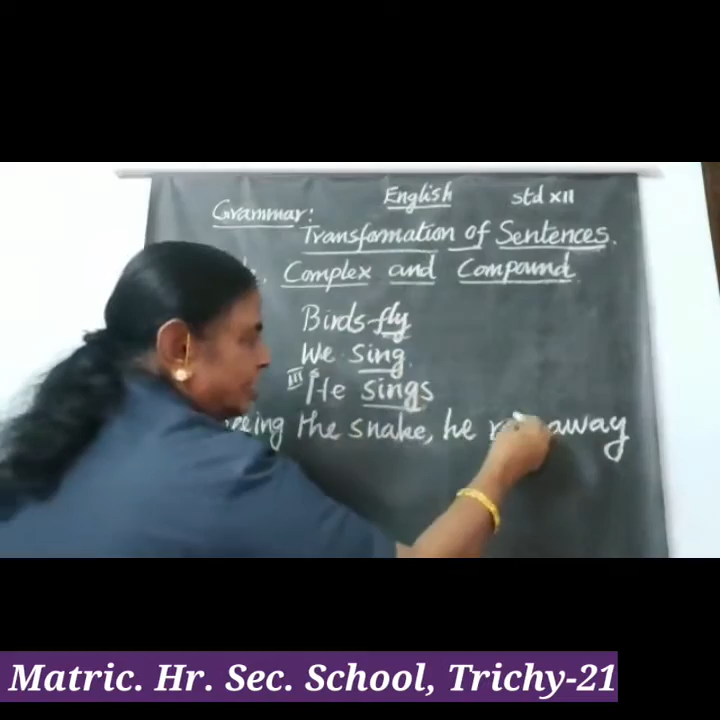 English std XII
Grammar:
Transformation of Sentences.
Complex and Compound
Birds fly
We sing.
III S He sings
the snake, he away
Matric. Hr. Sec. School, Trichy-21